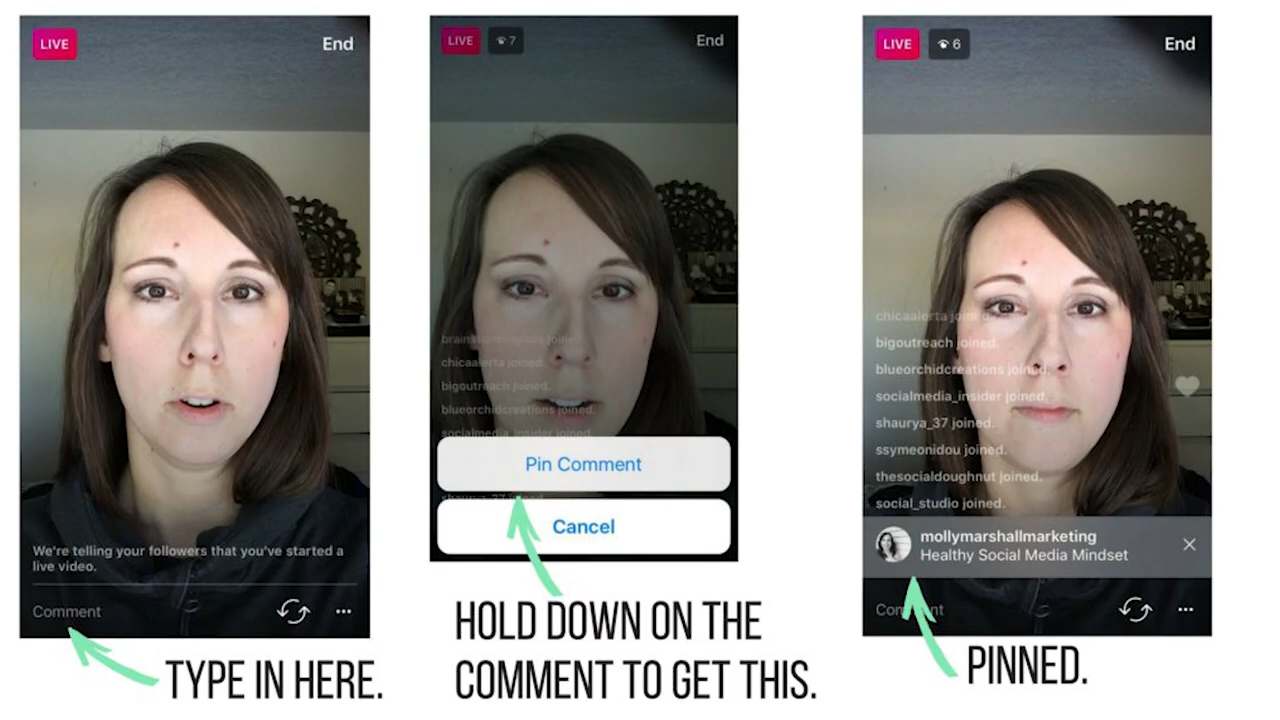 LIVE
End
We're telling your followers that you've started a
live video.
Comment
TYPE IN HERE.
LIVE
7
End
joined.
chicaalerta joined.
bigoutreach joined.
blueorchidcreations joined.
socialmedia_insider joined.
Pin Comment
shaurya_37 joined.
Cancel
HOLD DOWN ON THE
COMMENT TO GET THIS.
LIVE
6
End
chicaalerta joined.
bigoutreach joined.
blueorchidcreations joined.
socialmedia_insider joined.
shaurya_37 joined.
ssymeonidou joined.
thesocialdoughnut joined.
social_studio joined.
mollymarshallmarketing
Healthy Social Media Mindset
Comment
PINNED.